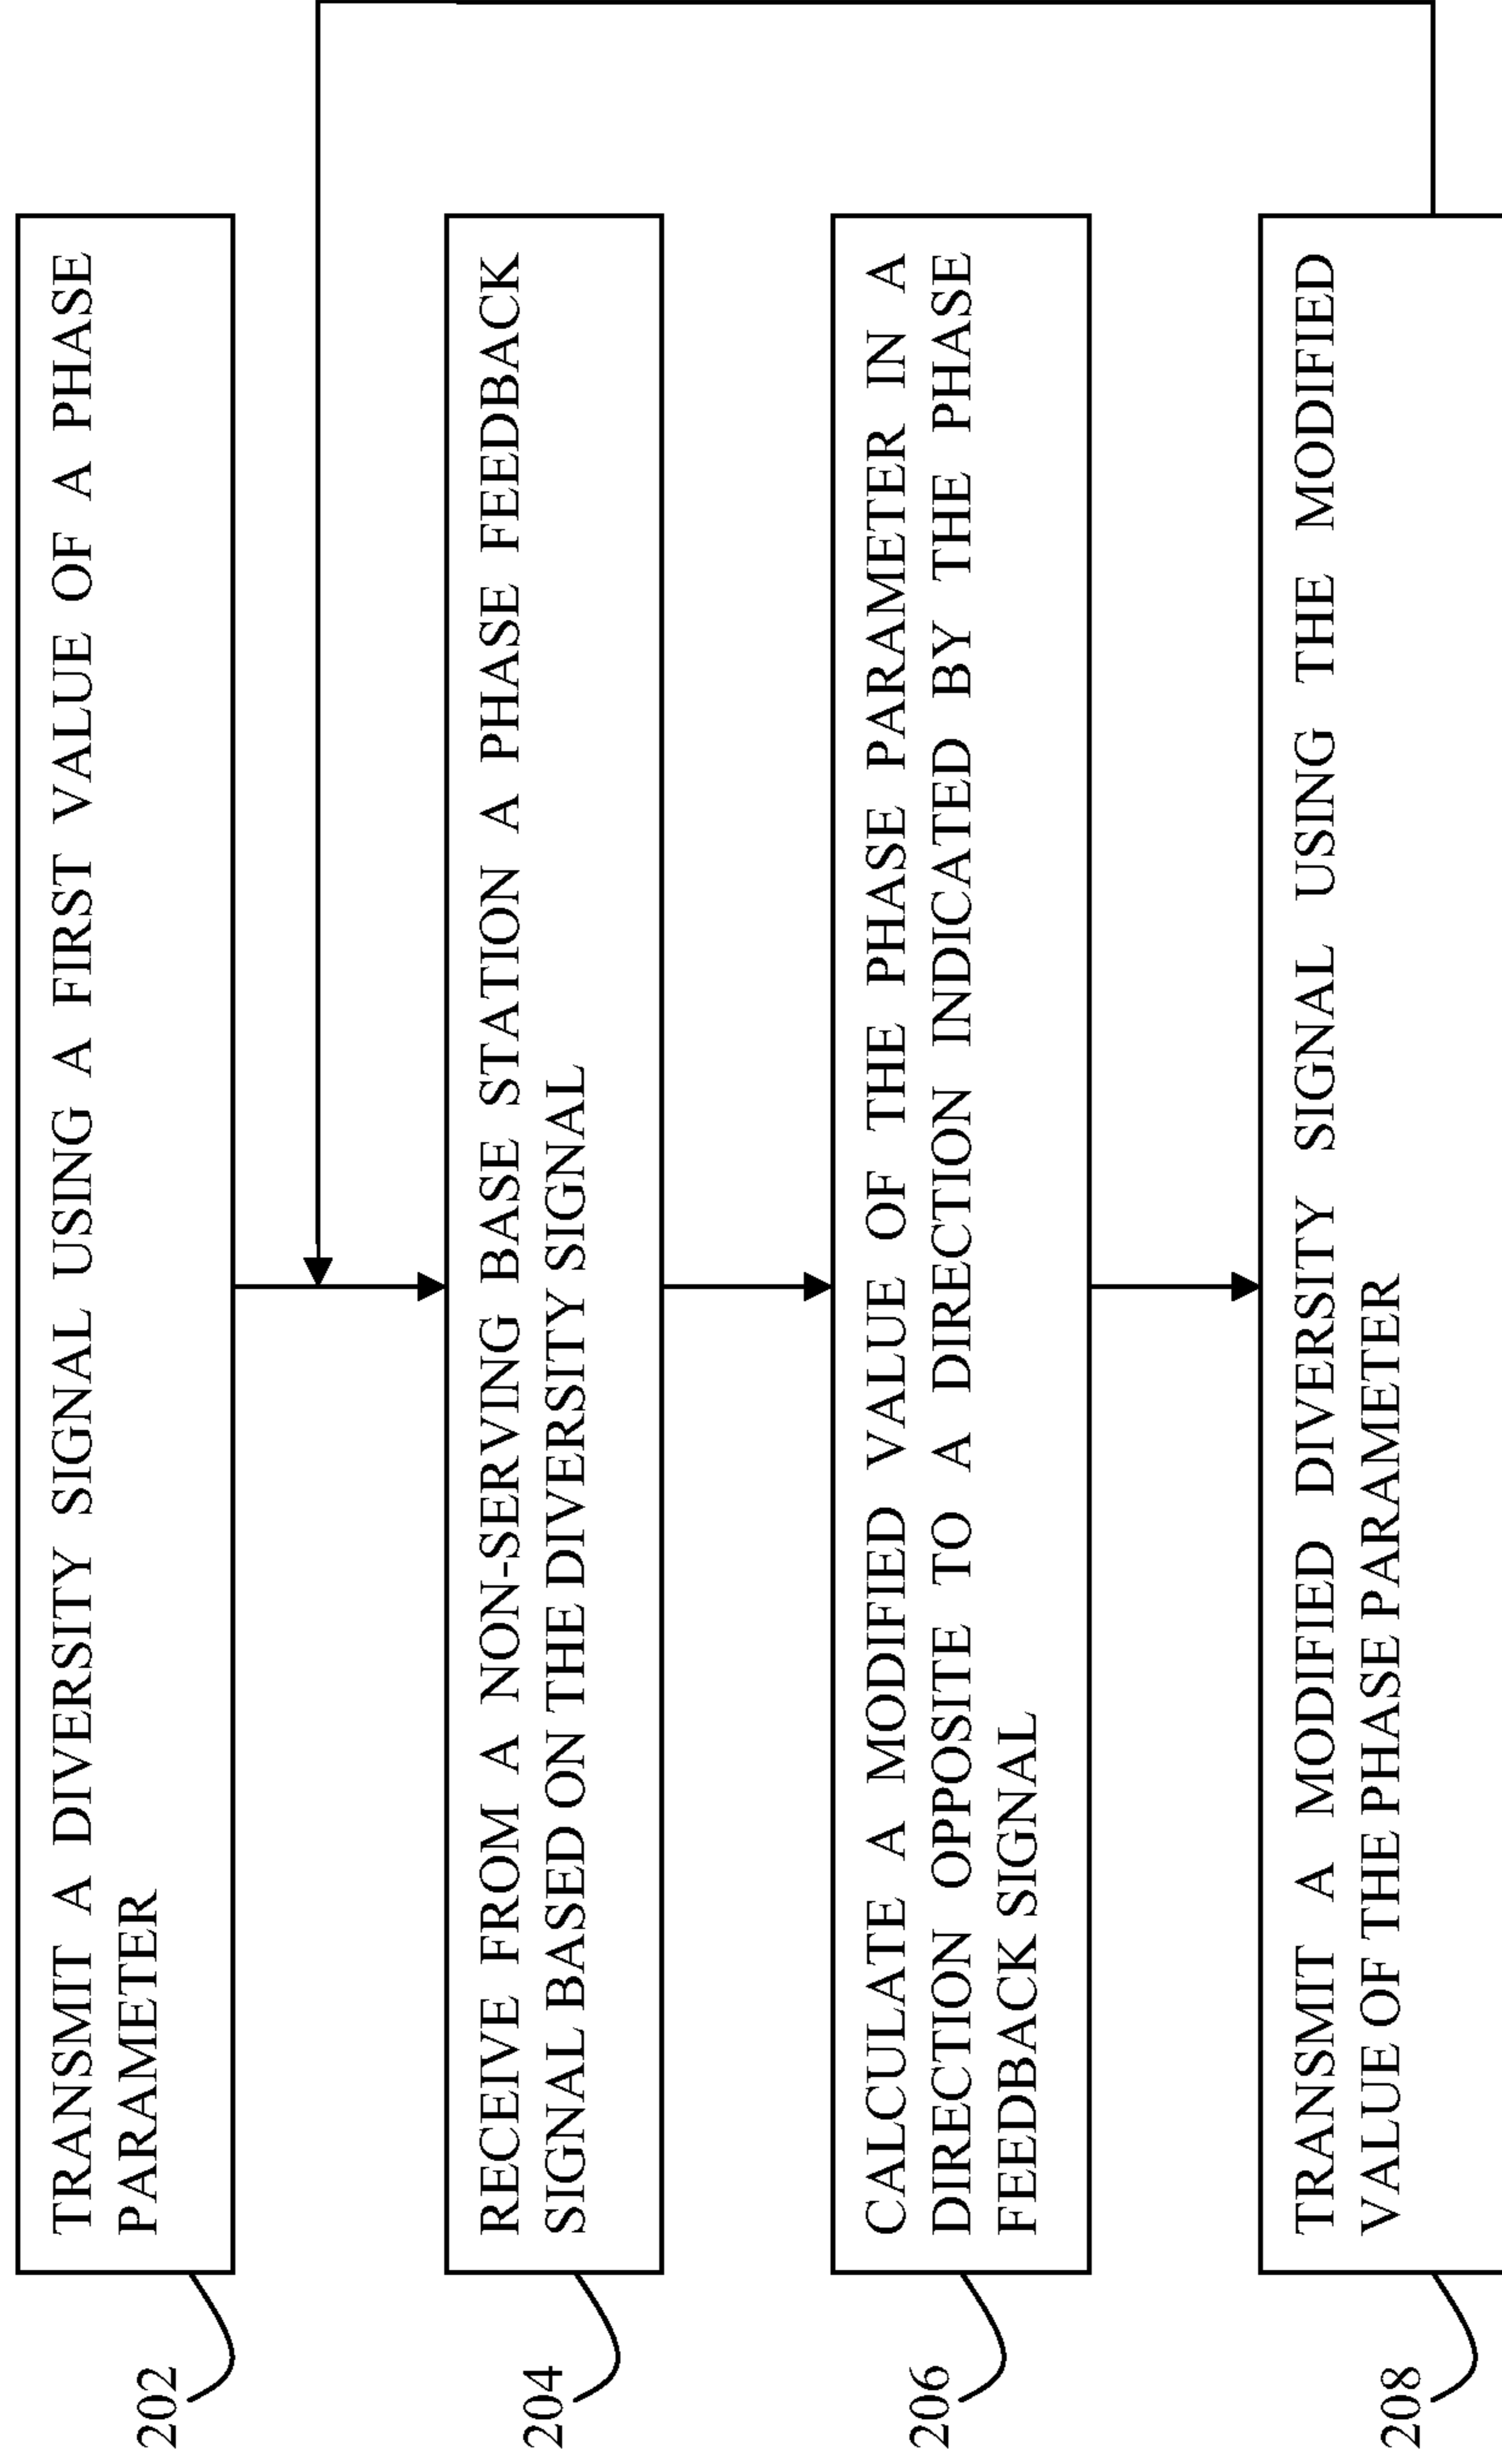 202
TRANSMIT A DIVERSITY SIGNAL USING A FIRST VALUE OF A PHASE
PARAMETER
204
RECEIVE FROM A NON-SERVING BASE STATION A PHASE FEEDBACK
SIGNAL BASED ON THE DIVERSITY SIGNAL
206
CALCULATE A MODIFIED VALUE OF THE PHASE PARAMETER IN A
DIRECTION OPPOSITE TO A DIRECTION INDICATED BY THE PHASE
FEEDBACK SIGNAL
208
TRANSMIT A MODIFIED DIVERSITY SIGNAL USING THE MODIFIED
VALUE OF THE PHASE PARAMETER